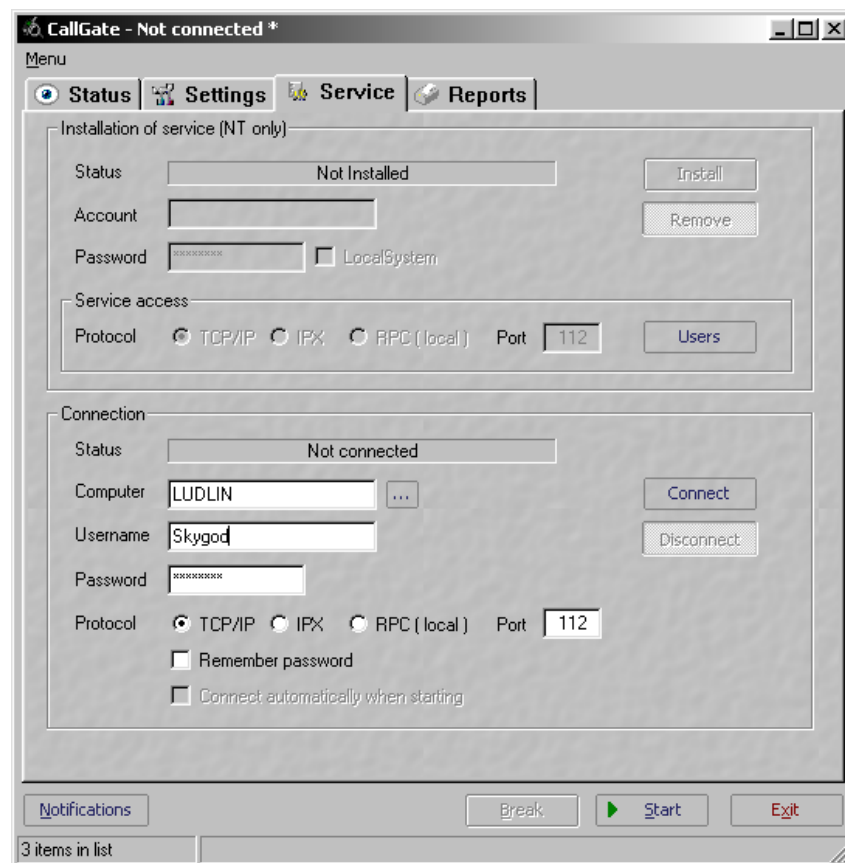 CallGate - Not connected *
Menu
Status Settings Service Reports
Installation of service (NT only)
Status Not Installed Install
Account Remove
Password ******** LocalSystem
Service access
Protocol TCP/IP IPX RPC ( local ) Port 112 Users
Connection
Status Not connected
Computer LUDLIN ... Connect
Username Skygod Disconnect
Password ********
Protocol TCP/IP IPX RPC ( local ) Port 112
Remember password
Connect automatically when starting
Notifications Break Start Exit
3 items in list